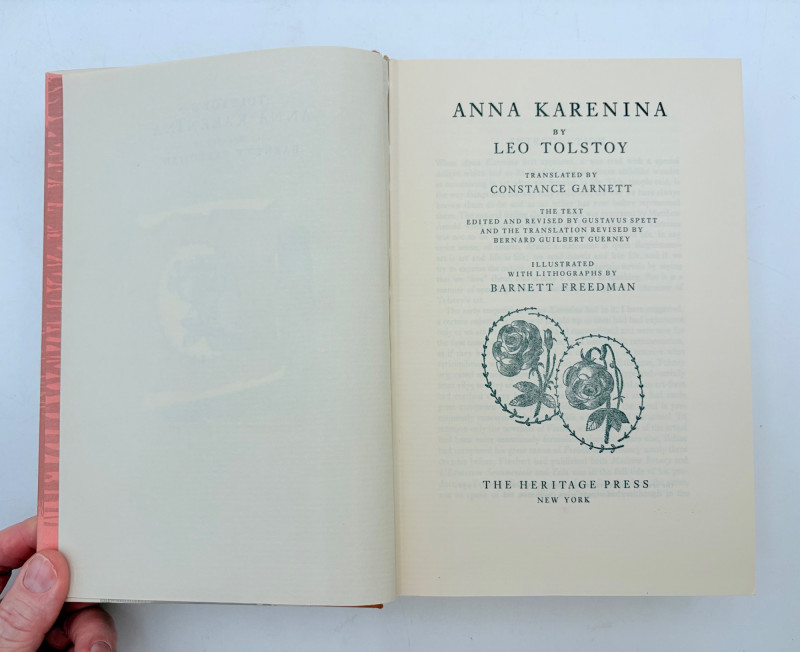 ANNA KARENINA
BY
LEO TOLSTOY
TRANSLATED BY
CONSTANCE GARNETT
THE TEXT
EDITED AND REVISED BY GUSTAVUS SPETT
AND THE TRANSLATION REVISED BY
BERNARD GUILBERT GUERNEY
ILLUSTRATED
WITH LITHOGRAPHS BY
BARNETT FREEDMAN
THE HERITAGE PRESS
NEW YORK